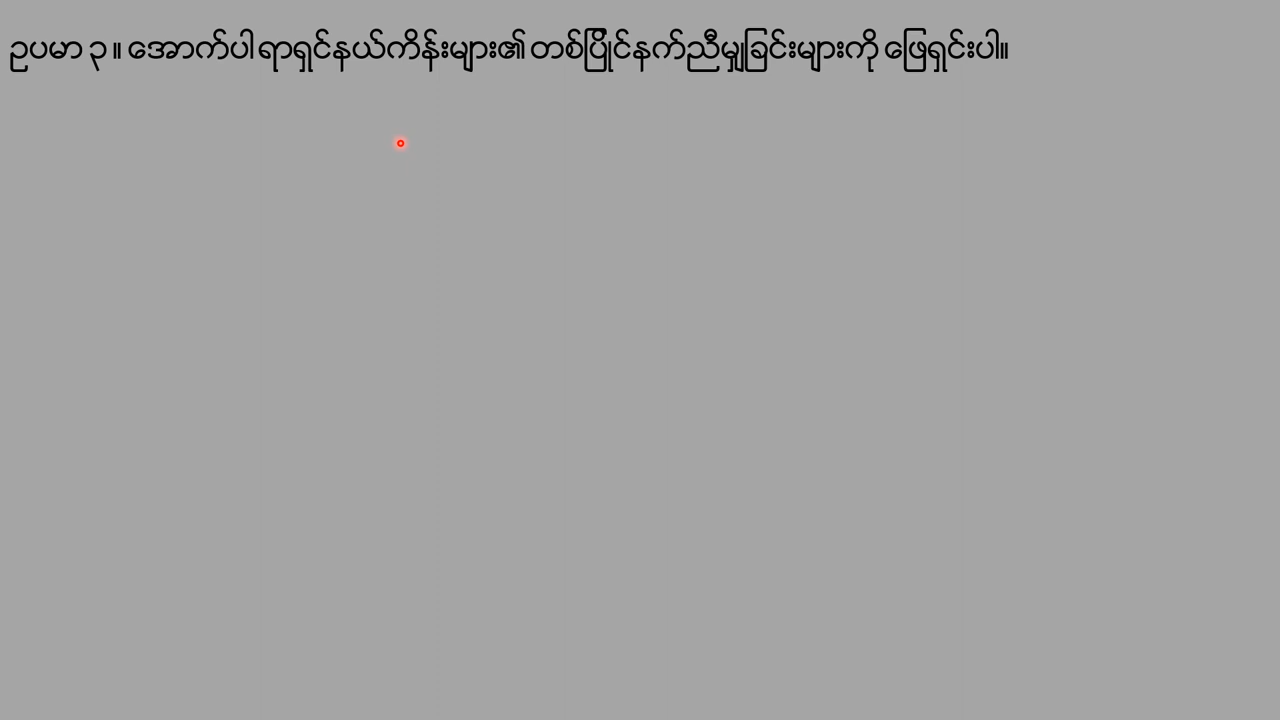 ဥပမာ ၃ ။ အောက်ပါ ရာရှင်နယ်ကိန်းများ၏ တစ်ပြိုင်နက်ညီမျှခြင်းများကို ဖြေရှင်းပါ။